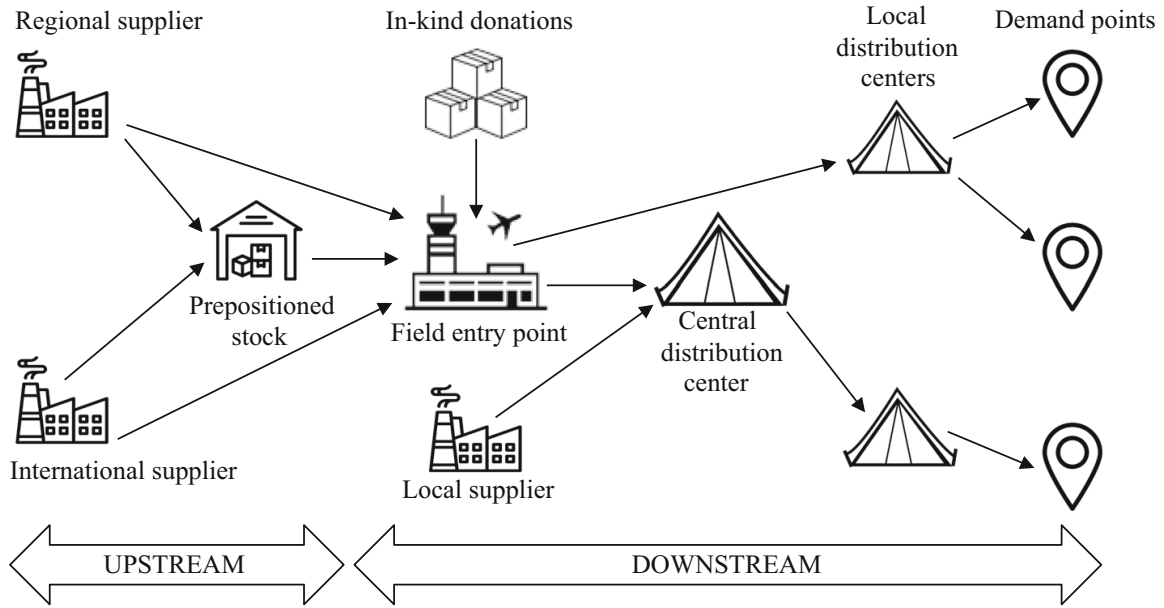 Regional supplier
In-kind donations
Local
distribution
centers
Demand points
Prepositioned
stock
Field entry point
Central
distribution
center
International supplier
Local supplier
UPSTREAM
DOWNSTREAM